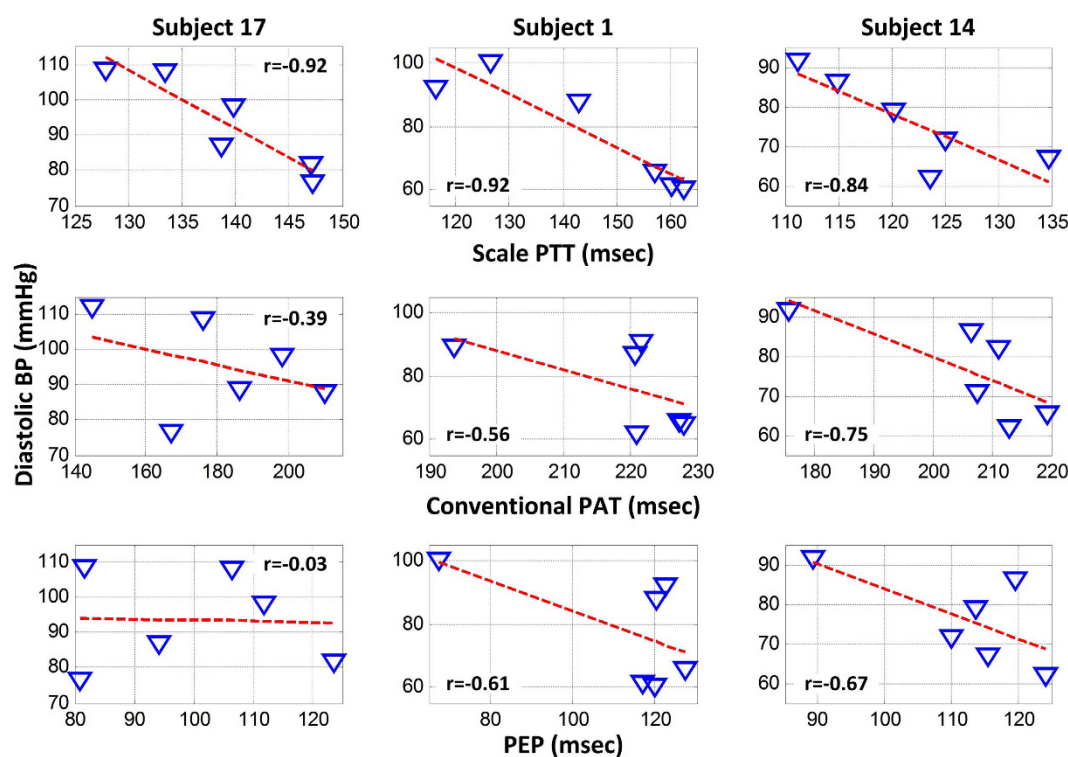 Subject 17 Subject 1 Subject 14
110 100 90 80 70
r=-0.92
125 130 135 140 145 150
100 80 60
r=-0.92
120 130 140 150 160
90 80 70 60
r=-0.84
110 115 120 125 130 135
Scale PTT (msec)
Diastolic BP (mmHg)
110 100 90 80 70
r=-0.39
140 160 180 200
100 80 60
r=-0.56
190 200 210 220 230
90 80 70 60
r=-0.75
180 190 200 210 220
Conventional PAT (msec)
110 100 90 80 70
r=-0.03
80 90 100 110 120
100 80 60
r=-0.61
80 100 120
90 80 70 60
r=-0.67
90 100 110 120
PEP (msec)